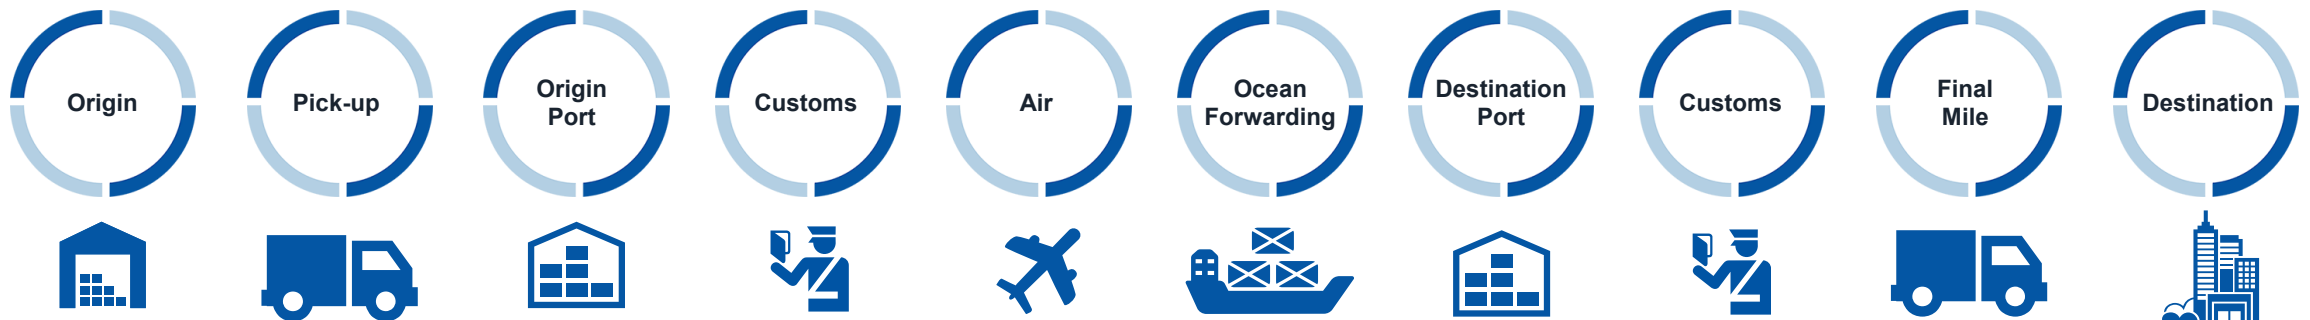 Origin
Pick-up
Origin
Port
Customs
Air
Ocean
Forwarding
Destination
Port
Customs
Final
Mile
Destination